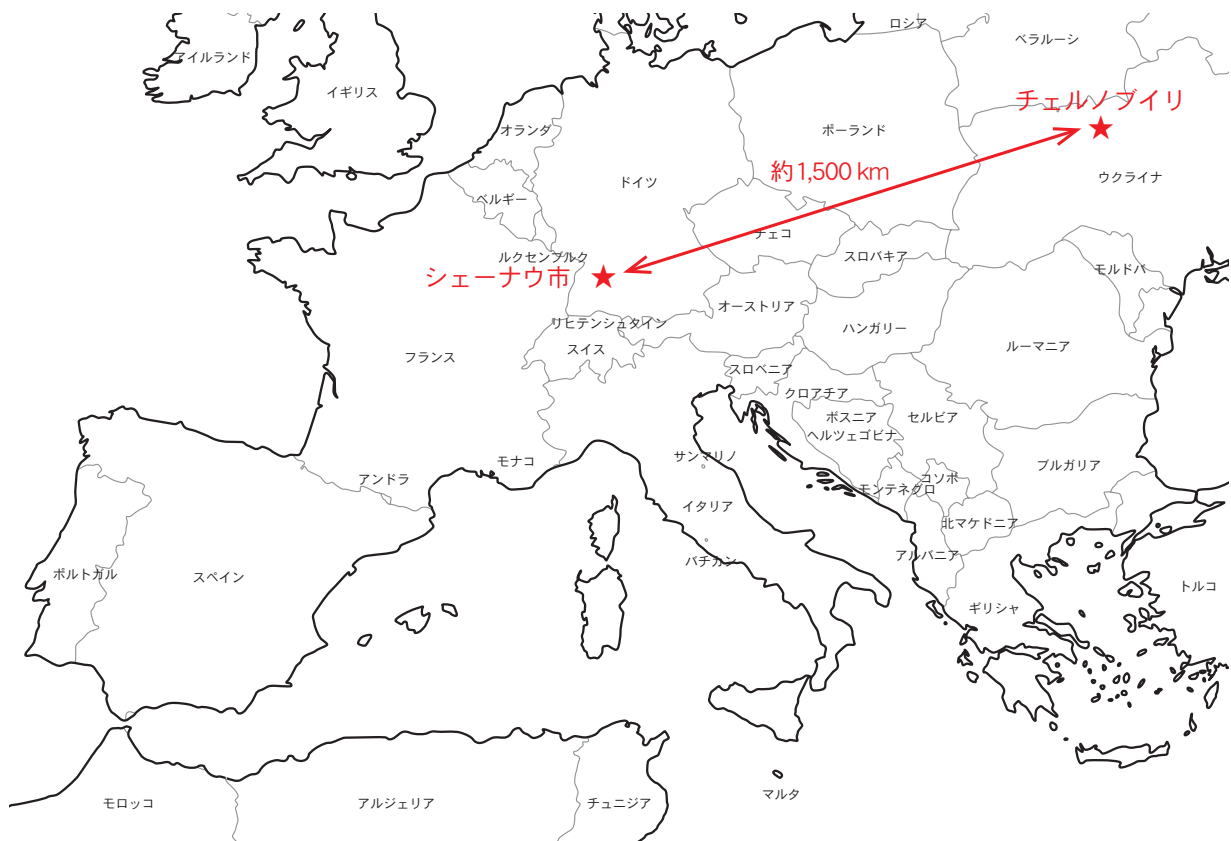 ロシア
ベラルーシ
アイルランド
イギリス
チェルノブイリ
オランダ
ポーランド
約1,500 km
ウクライナ
ドイツ
ベルギー
チェコ
ルクセンブルク
スロバキア
モルドバ
シェーナウ市
オーストリア
リヒテンシュタイン
ハンガリー
スイス
フランス
ルーマニア
スロベニア
クロアチア
ボスニア
ヘルツェゴビナ
セルビア
サンマリノ
モナコ
アンドラ
ブルガリア
コソボ
モンテネグロ
イタリア
北マケドニア
アルバニア
バチカン
ポルトガル
スペイン
トルコ
ギリシャ
マルタ
モロッコ
アルジェリア
チュニジア